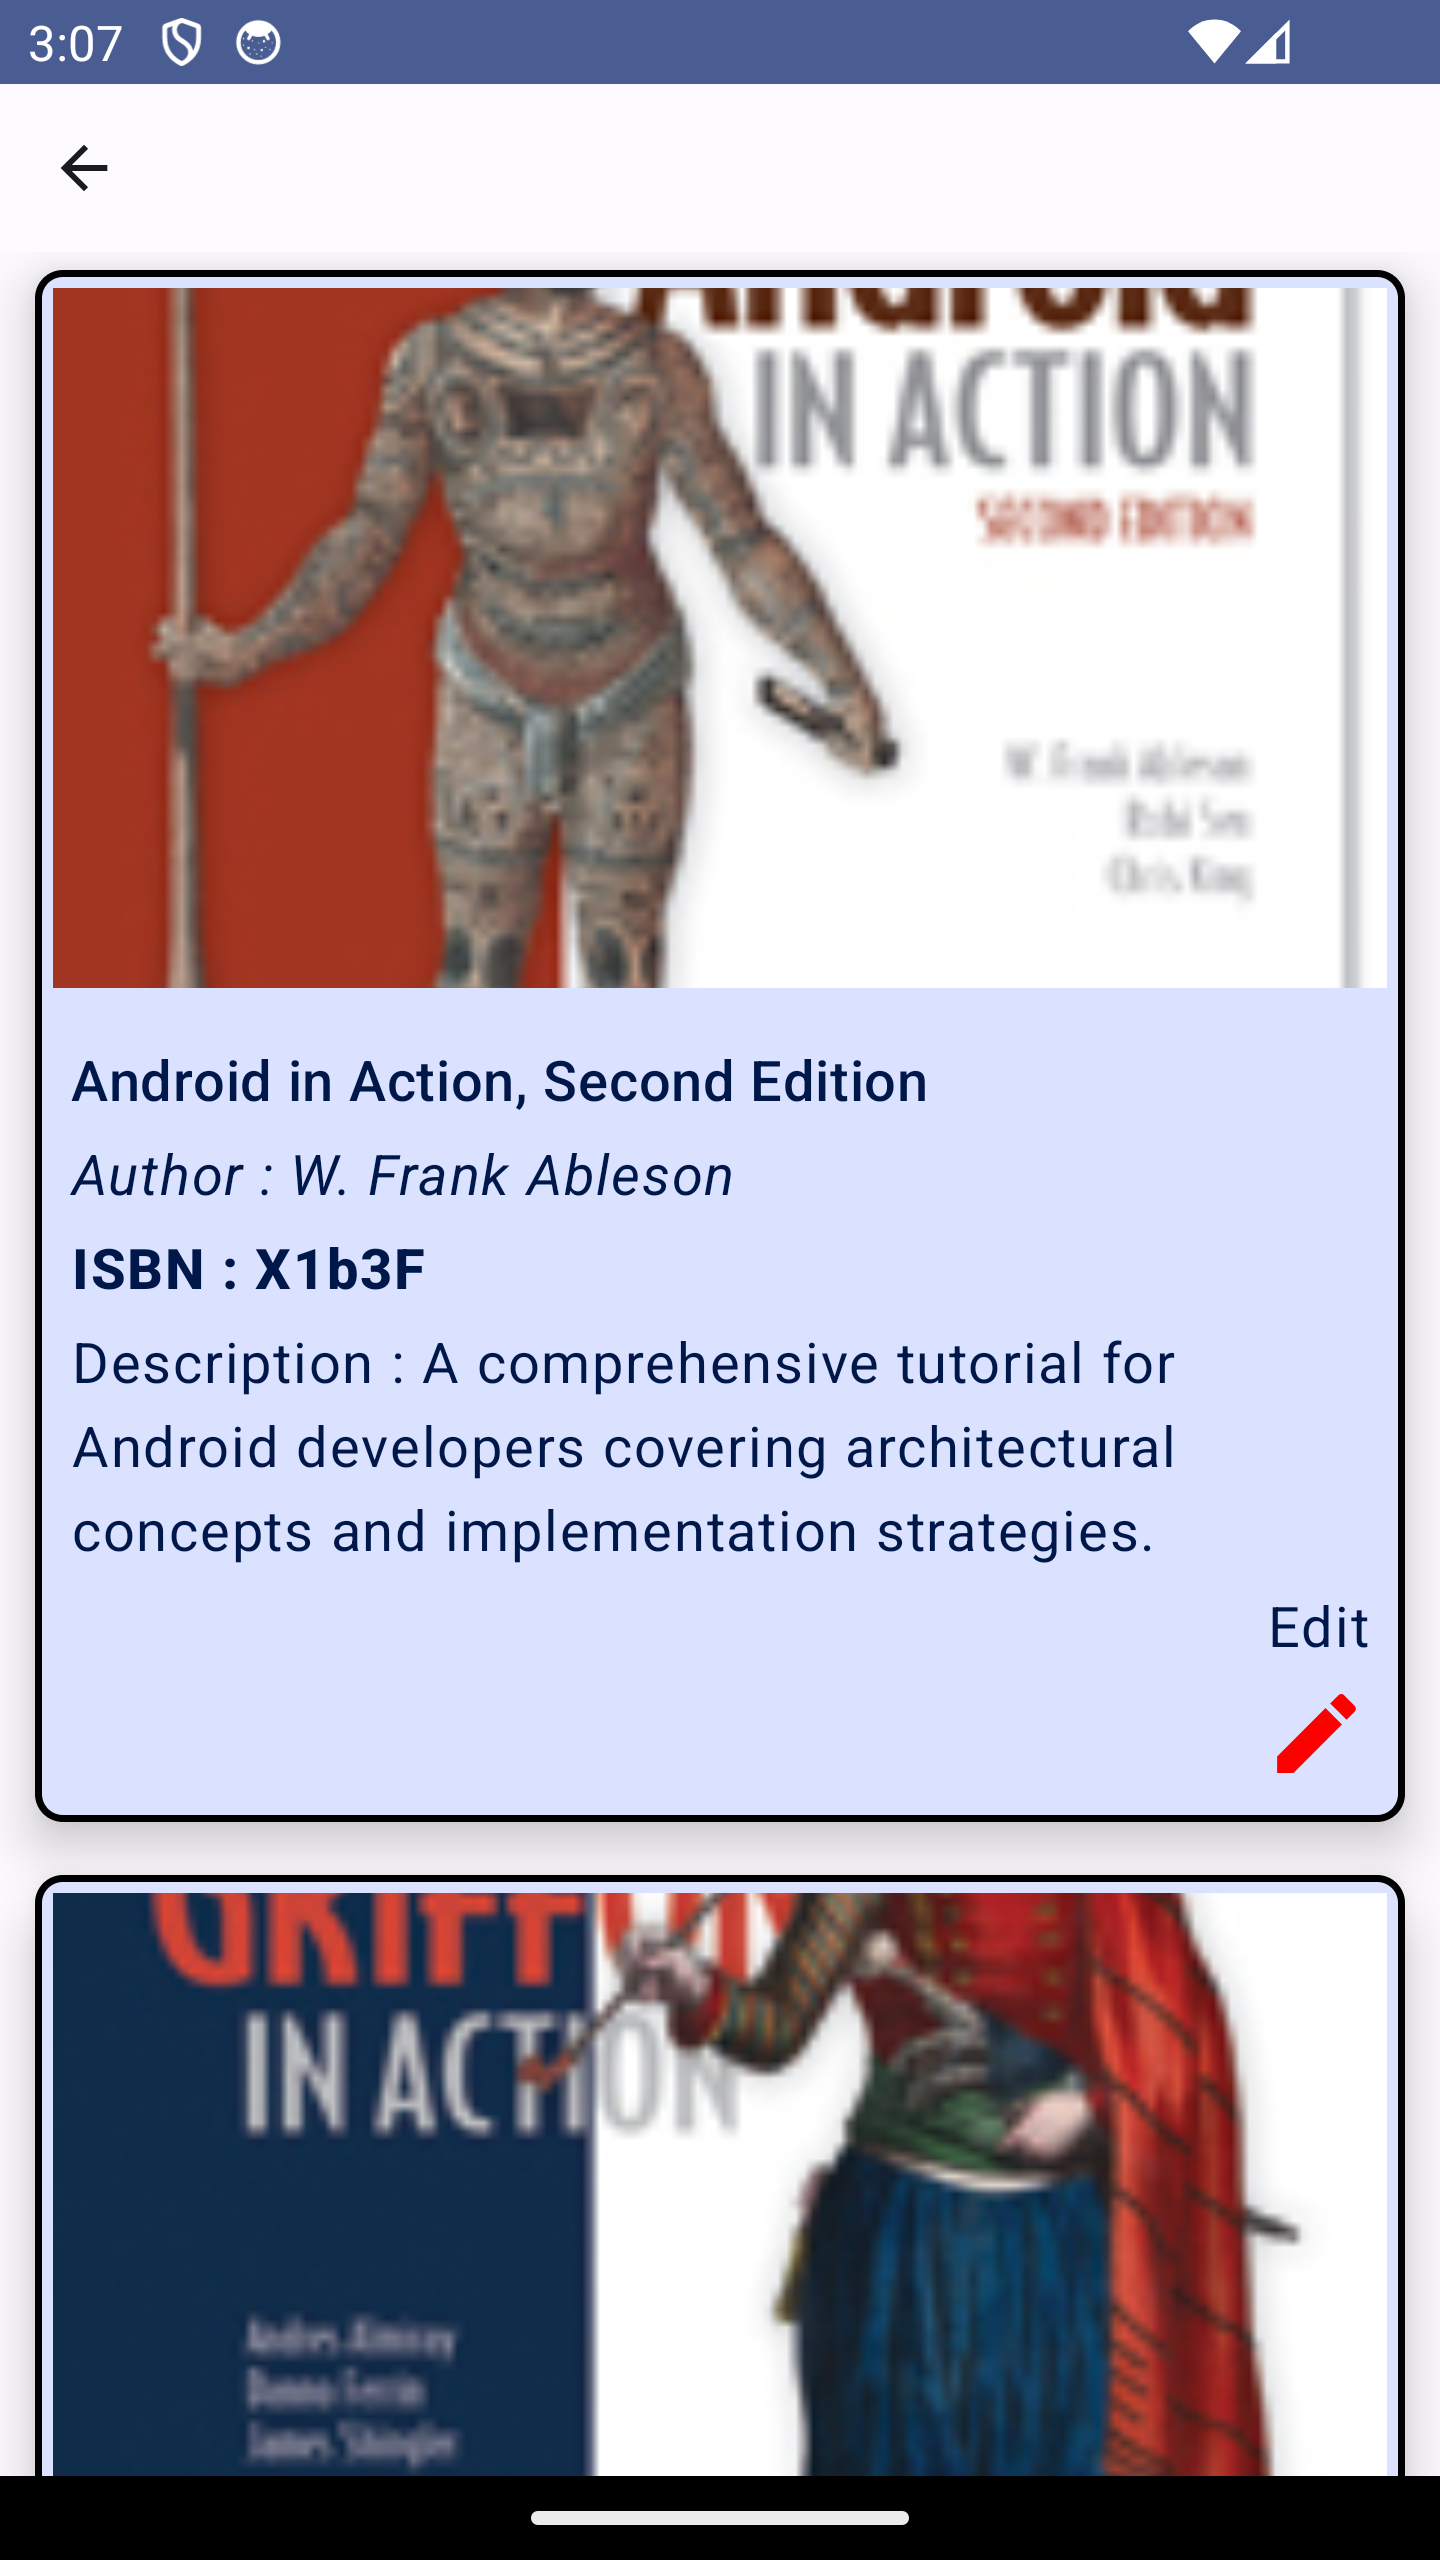 3:07
Android
IN ACTION
SECOND EDITION
W. Frank Ableson
Robi Sen
Chris King
Android in Action, Second Edition
Author : W. Frank Ableson
ISBN : X1b3F
Description : A comprehensive tutorial for
Android developers covering architectural
concepts and implementation strategies.
Edit
GRIFFON
IN ACTION
Andres Almiray
Danno Ferrin
James Shingler